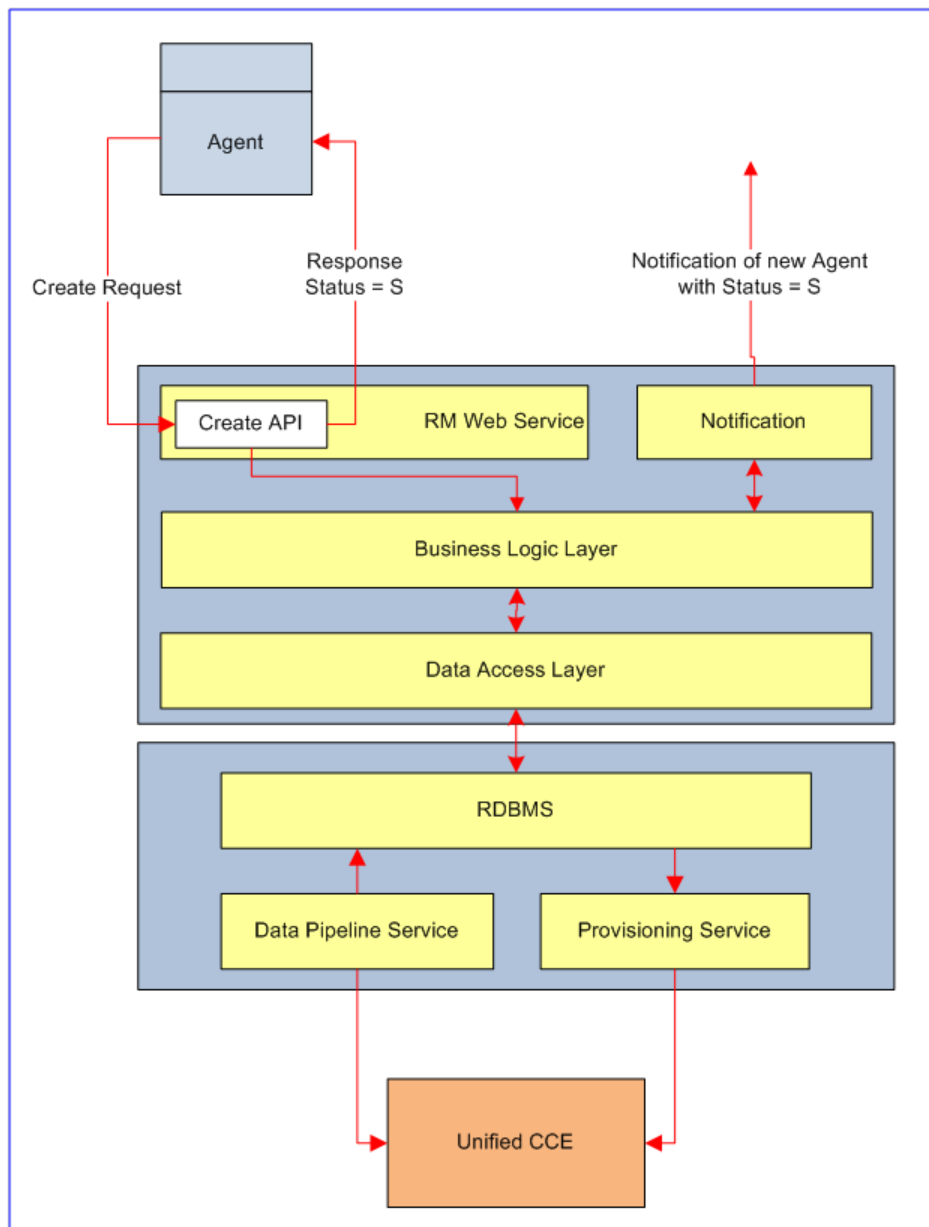 Agent
Create Request
Response
Status = S
Notification of new Agent
with Status = S
Create API
RM Web Service
Notification
Business Logic Layer
Data Access Layer
RDBMS
Data Pipeline Service
Provisioning Service
Unified CCE